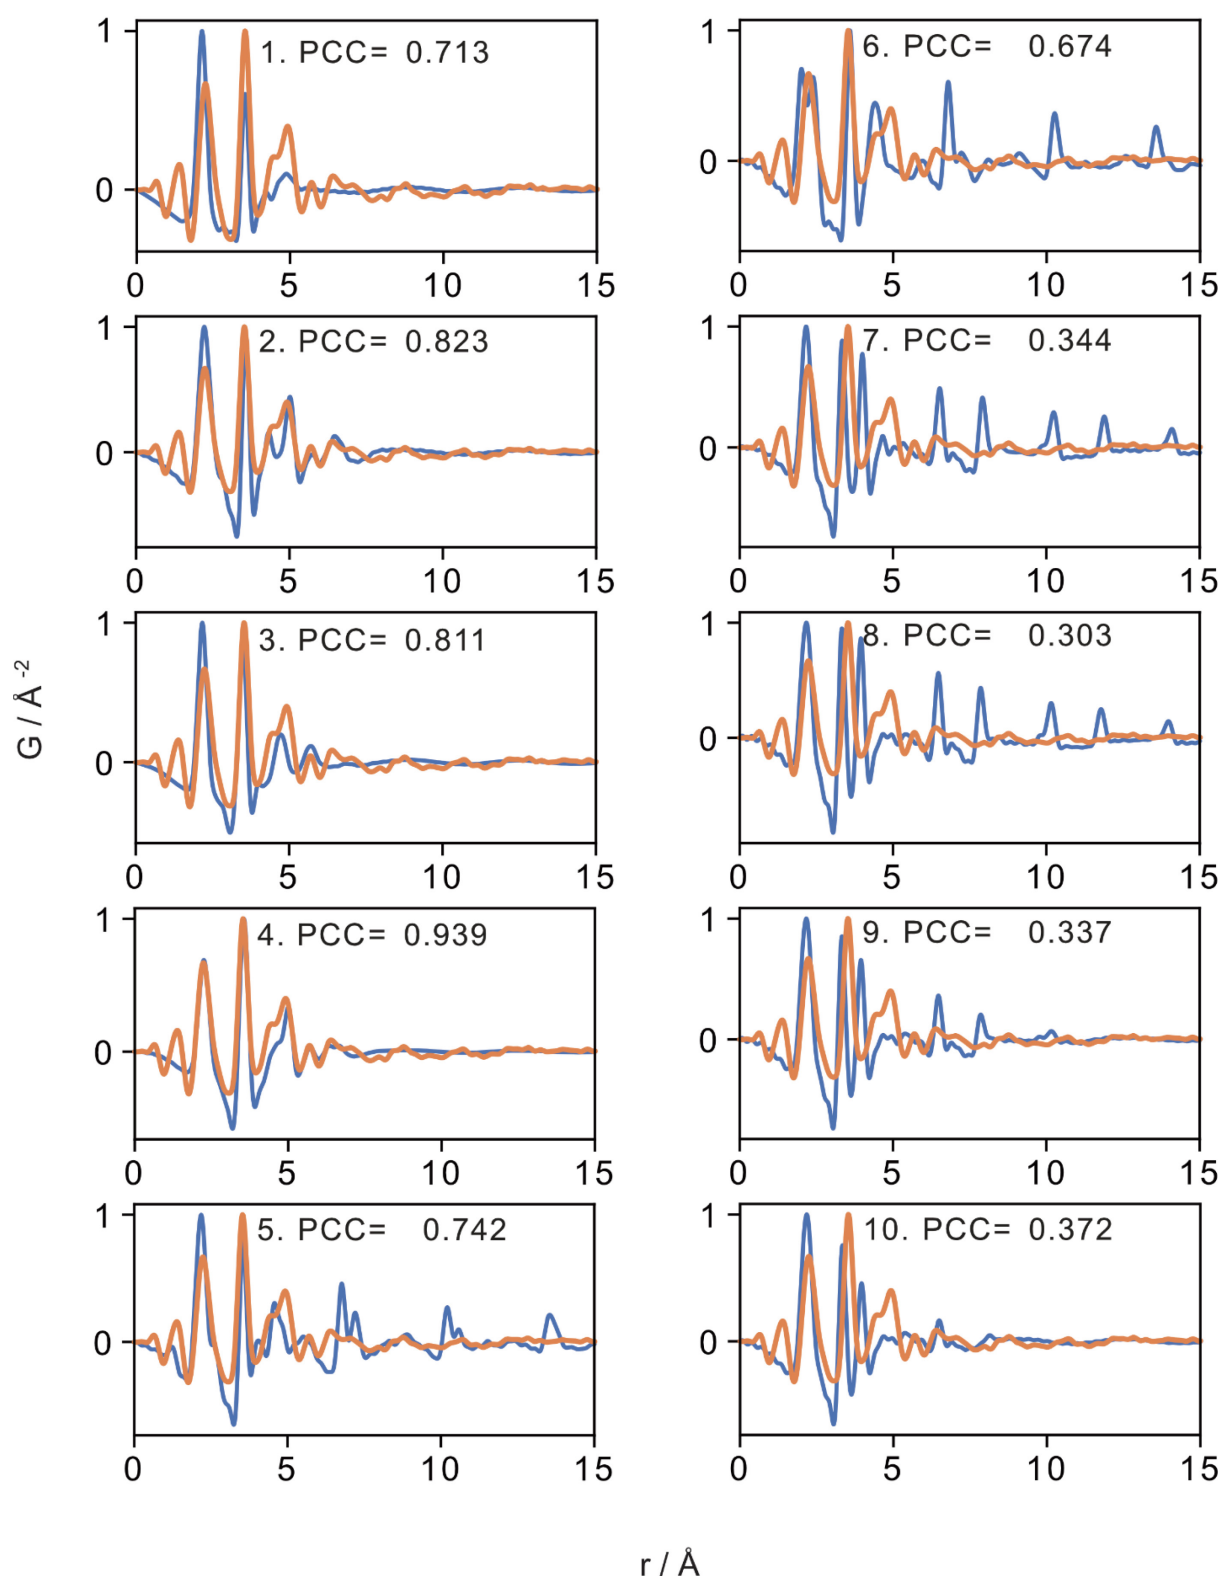 1
1. PCC= 0.713
0
0 5 10 15
1
2. PCC= 0.823
0
0 5 10 15
1
3. PCC= 0.811
0
0 5 10 15
1
4. PCC= 0.939
0
0 5 10 15
1
5. PCC= 0.742
0
0 5 10 15
1
6. PCC= 0.674
0
0 5 10 15
1
7. PCC= 0.344
0
0 5 10 15
1
8. PCC= 0.303
0
0 5 10 15
1
9. PCC= 0.337
0
0 5 10 15
1
10. PCC= 0.372
0
0 5 10 15
G / Å -2
r / Å